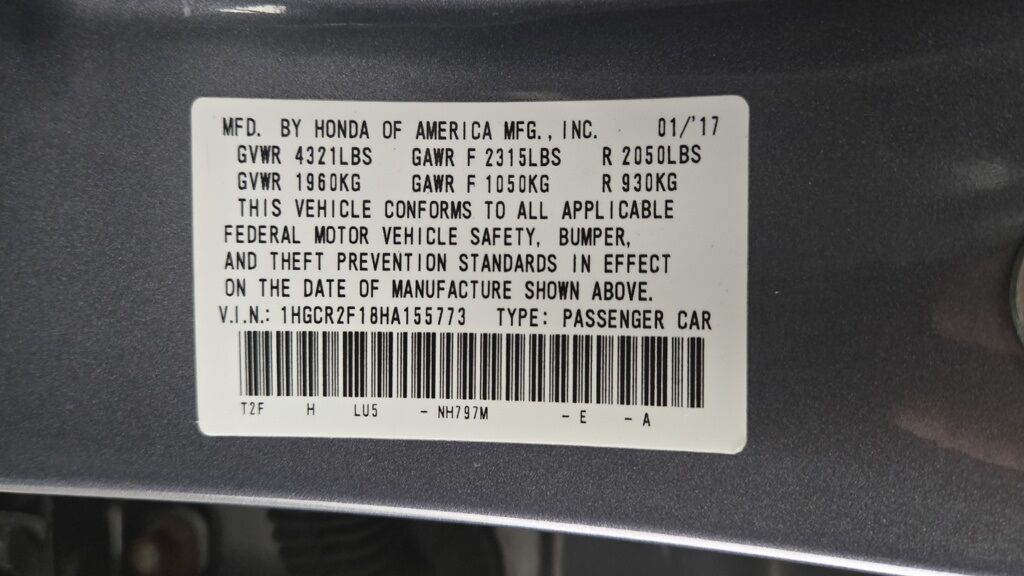 MFD. BY HONDA OF AMERICA MFG., INC. 01/'17
GVWR 4321LBS GAWR F 2315LBS R 2050LBS
GVWR 1960KG GAWR F 1050KG R 930KG
THIS VEHICLE CONFORMS TO ALL APPLICABLE
FEDERAL MOTOR VEHICLE SAFETY, BUMPER,
AND THEFT PREVENTION STANDARDS IN EFFECT
ON THE DATE OF MANUFACTURE SHOWN ABOVE.
V.I.N.: 1HGCR2F18HA155773 TYPE: PASSENGER CAR
T2F H LU5 - NH797M - E - A